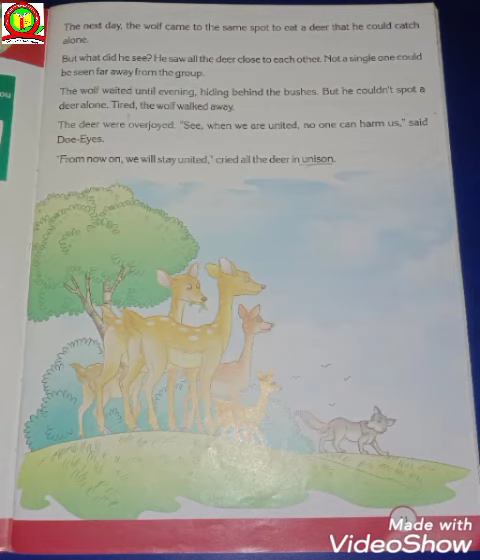 The next day, the wolf came to the same spot to eat a deer that he could catch
alone.
But what did he see? He saw all the deer close to each other. Not a single one could
be seen far away from the group.
The wolf waited until evening, hiding behind the bushes. But he couldn't spot a
deer alone. Tired, the wolf walked away.
The deer were overjoyed. "See, when we are united, no one can harm us," said
Doe-Eyes.
"From now on, we will stay united," cried all the deer in unison.
ou
Made with
VideoShow